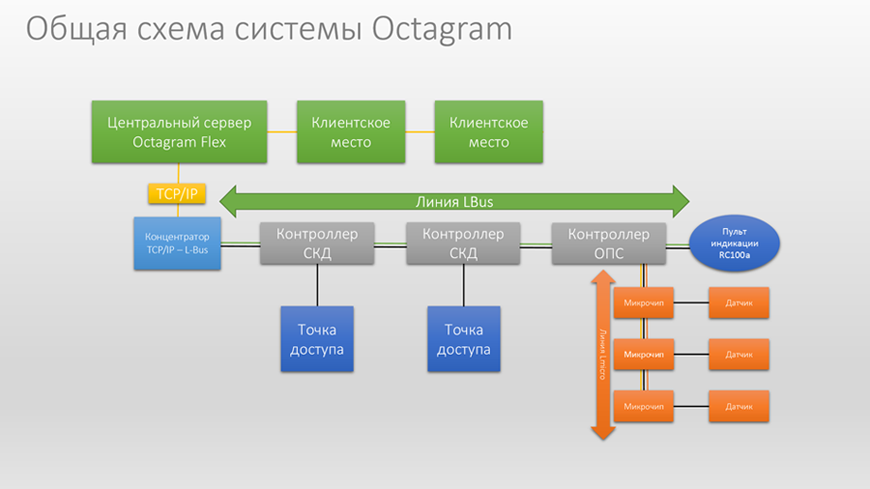 Общая схема системы Octagram
Центральный сервер
Octagram Flex
Клиентское
место
Клиентское
место
TCP/IP
Линия LBus
Концентратор
TCP/IP – L-Bus
Контроллер
СКД
Контроллер
СКД
Контроллер
ОПС
Пульт
индикации
RC100a
Точка
доступа
Точка
доступа
Линия Lmicro
Микрочип
Датчик
Микрочип
Датчик
Микрочип
Датчик